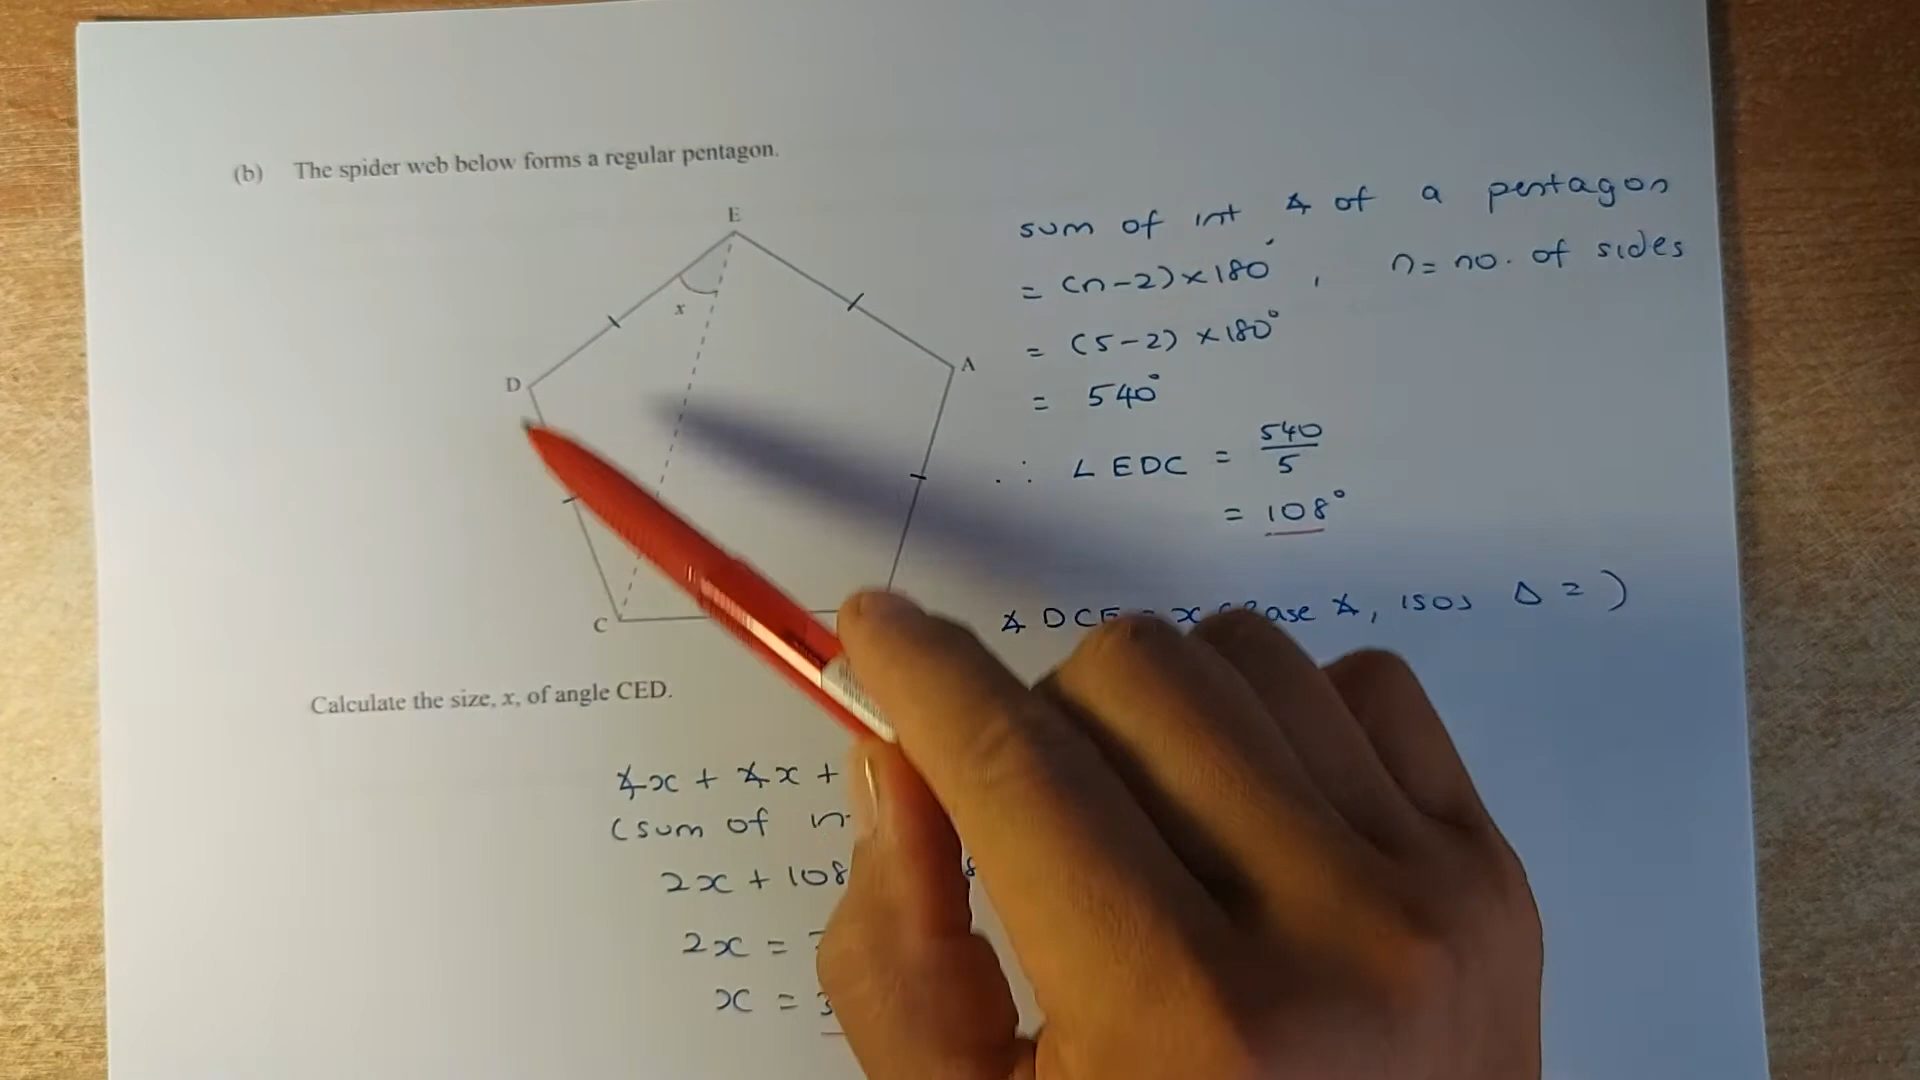 (b) The spider web below forms a regular pentagon.
E
x
A
D
C
sum of int ∡ of a pentagon
= (n-2)×180° , n = no. of sides
= (5-2) ×180°
= 540°
∴ ∠EDC = 540/5
= 108°
∡ DCE = x (Base ∡, isos Δ = )
Calculate the size, x, of angle CED.
∡x + ∡x +
(sum of
2x + 108
2x =
x = 3